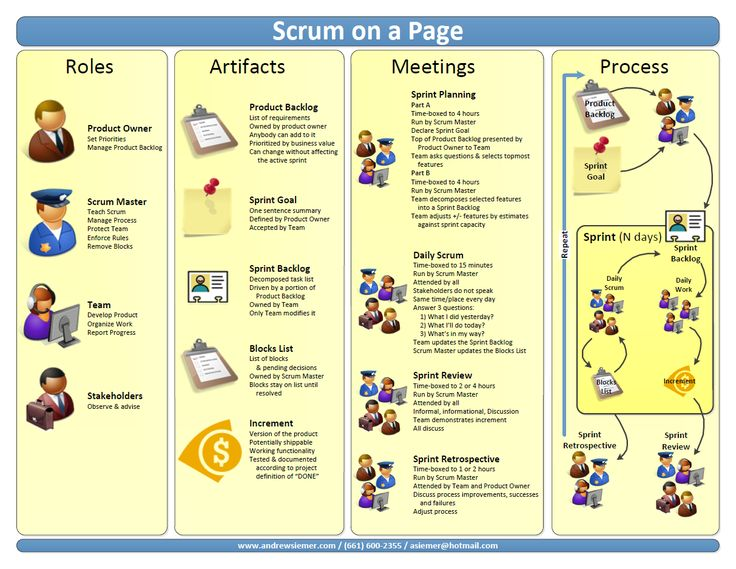 Scrum on a Page
Roles
Product Owner
Set Priorities
Manage Product Backlog
Scrum Master
Teach Scrum
Manage Process
Protect Team
Enforce Rules
Remove Blocks
Team
Develop Product
Organize Work
Report Progress
Stakeholders
Observe & advise
Artifacts
Product Backlog
List of requirements
Owned by product owner
Anybody can add to it
Prioritized by business value
Can change without affecting
the active sprint
Sprint Goal
One sentence summary
Defined by Product Owner
Accepted by Team
Sprint Backlog
Decomposed task list
Driven by a portion of
Product Backlog
Owned by Team
Only Team modifies it
Blocks List
List of blocks
& pending decisions
Owned by Scrum Master
Blocks stay on list until
resolved
Increment
Version of the product
Potentially shippable
Working functionality
Tested & documented
according to project
definition of "DONE"
Meetings
Sprint Planning
Part A
Time-boxed to 4 hours
Run by Scrum Master
Declare Sprint Goal
Top of Product Backlog presented by
Product Owner to Team
Team asks questions & selects topmost
features
Part B
Time-boxed to 4 hours
Run by Scrum Master
Team decomposes selected features
into a Sprint Backlog
Team adjusts +/- features by estimates
against sprint capacity
Daily Scrum
Time-boxed to 15 minutes
Run by Scrum Master
Attended by all
Stakeholders do not speak
Same time/place every day
Answer 3 questions:
1) What I did yesterday?
2) What I'll do today?
3) What's in my way?
Team updates the Sprint Backlog
Scrum Master updates the Blocks List
Sprint Review
Time-boxed to 2 or 4 hours
Run by Scrum Master
Attended by all
Informal, informational, Discussion
Team demonstrates increment
All discuss
Sprint Retrospective
Time-boxed to 1 or 2 hours
Run by Scrum Master
Attended by Team and Product Owner
Discuss process improvements, successes
and failures
Adjust process
Process
Product
Backlog
Sprint
Goal
Repeat
Sprint (N days)
Sprint
Backlog
Daily
Scrum
Daily
Work
Blocks
List
Increment
Sprint
Retrospective
Sprint
Review
www.andrewsiemer.com / (661) 600-2355 / asiemer@hotmail.com